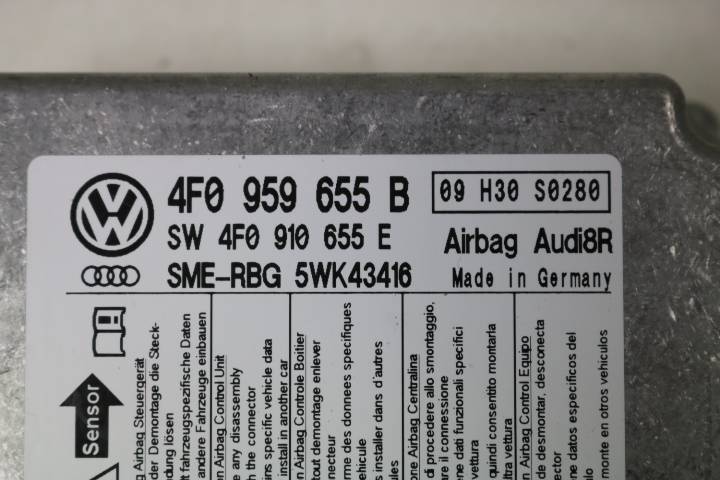 4F0 959 655 B
09 H30 S0280
SW 4F0 910 655 E
Airbag Audi8R
SME-RBG 5WK43416
Made in Germany
Sensor
Airbag Steuergerät
der Demontage die Steck-
dung lösen
fahrzeugspezifische Daten
andere Fahrzeuge einbauen
Airbag Control Unit
any disassembly
the connector
specific vehicle data
install in another car
Airbag Controle Boitier
tout demontage enlever
necteur
me des donnees specifiques
vehicule
installer dans d'autres
ules
one Airbag Centralina
di procedere allo smontaggio,
re il connessione
ne dati funzionali specifici
vettura
quindi consentito montarla
ltra vettura
Airbag Control Equipo
de desmontar, desconecta
ector
ne datos especificos del
lo
monte en otros vehiculos